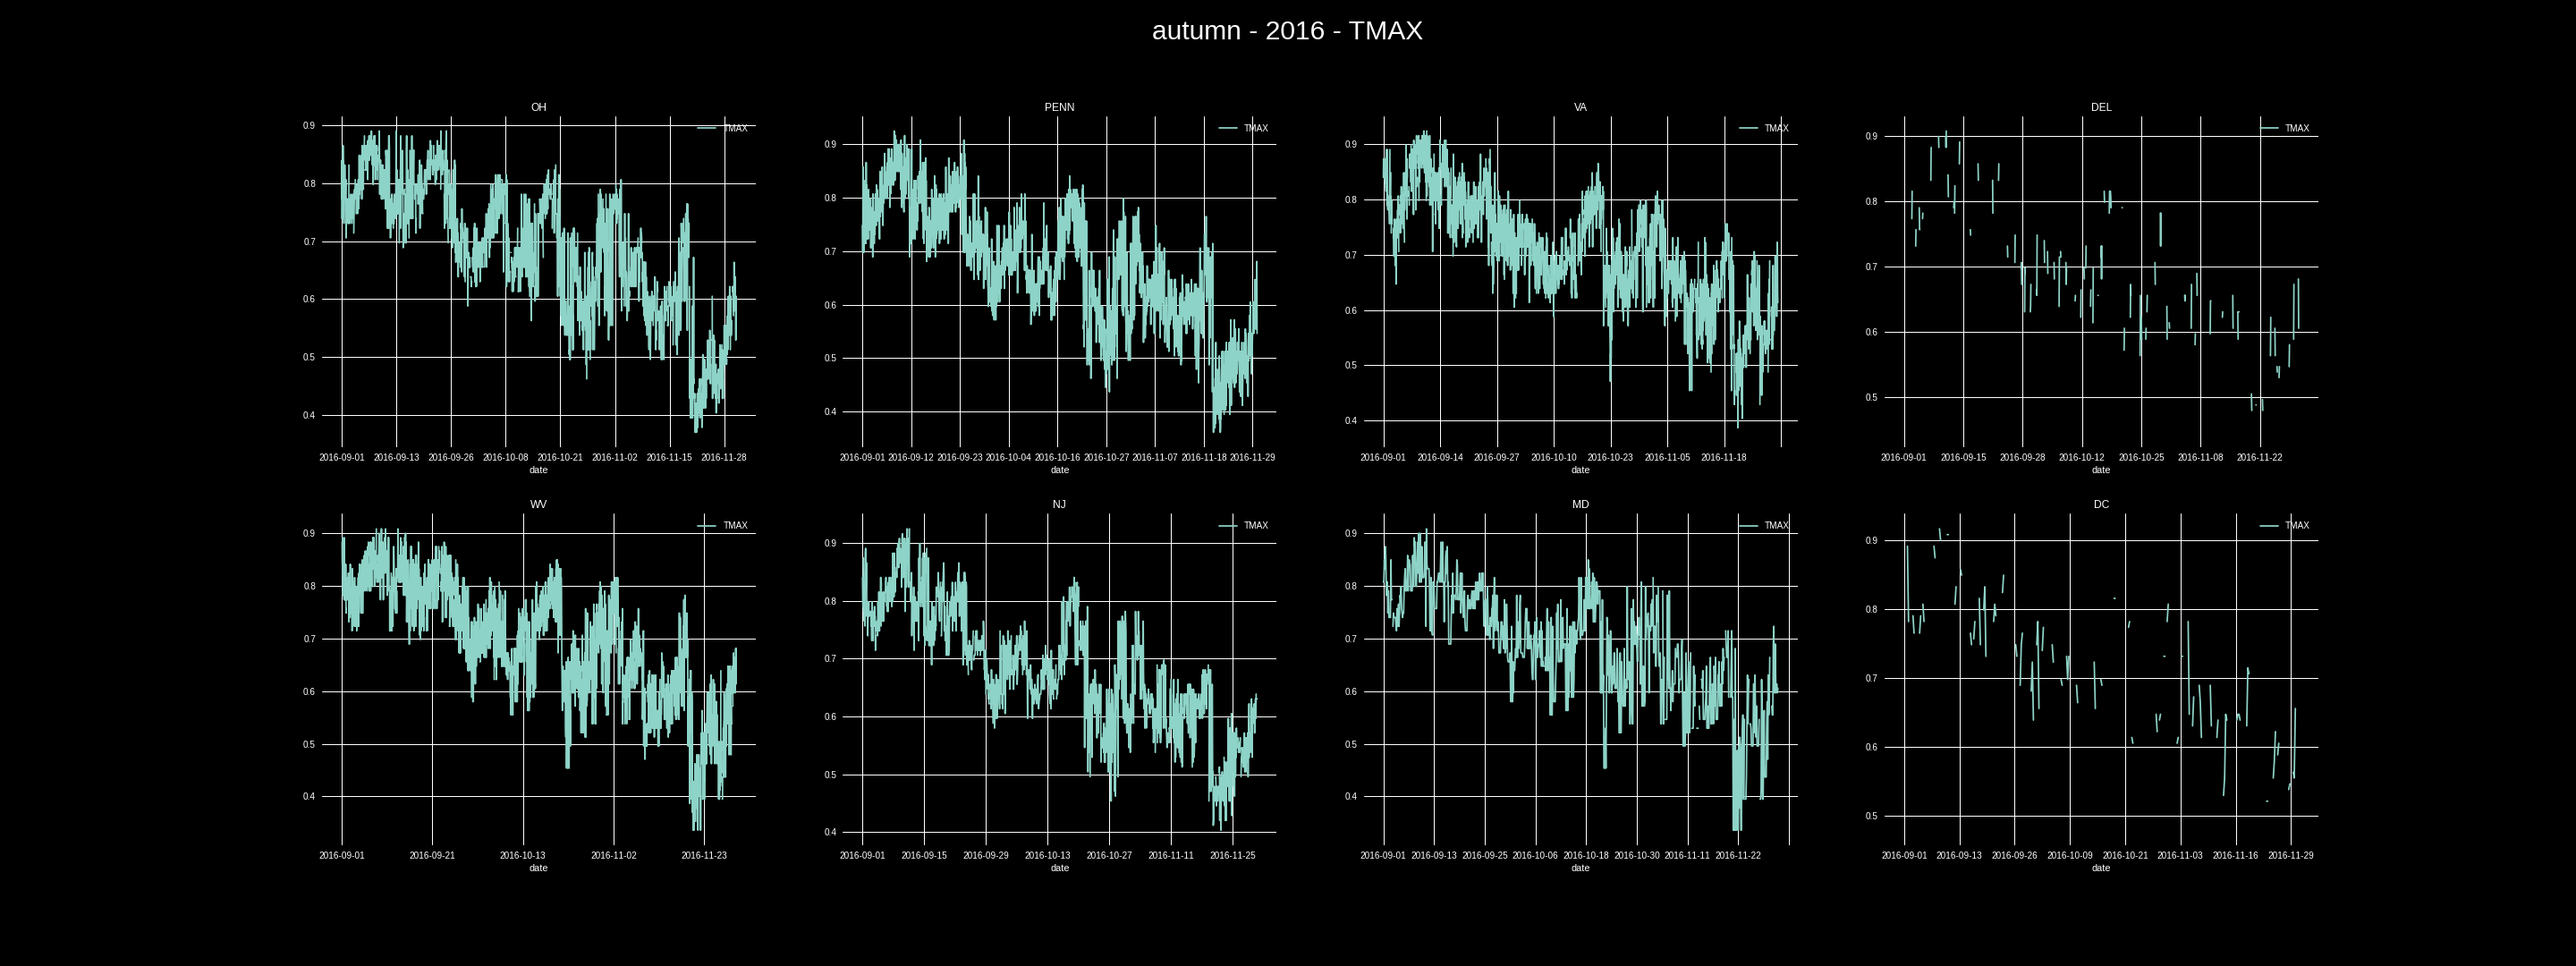 autumn - 2016 - TMAX
OH
TMAX
0.9
0.8
0.7
0.6
0.5
0.4
2016-09-01 2016-09-13 2016-09-26 2016-10-08 2016-10-21 2016-11-02 2016-11-15 2016-11-28
date
PENN
TMAX
0.9
0.8
0.7
0.6
0.5
0.4
2016-09-01 2016-09-12 2016-09-23 2016-10-04 2016-10-16 2016-10-27 2016-11-07 2016-11-18 2016-11-29
date
VA
TMAX
0.9
0.8
0.7
0.6
0.5
0.4
2016-09-01 2016-09-14 2016-09-27 2016-10-10 2016-10-23 2016-11-05 2016-11-18
date
DEL
TMAX
0.9
0.8
0.7
0.6
0.5
2016-09-01 2016-09-15 2016-09-28 2016-10-12 2016-10-25 2016-11-08 2016-11-22
date
WV
TMAX
0.9
0.8
0.7
0.6
0.5
0.4
2016-09-01 2016-09-21 2016-10-13 2016-11-02 2016-11-23
date
NJ
TMAX
0.9
0.8
0.7
0.6
0.5
0.4
2016-09-01 2016-09-15 2016-09-29 2016-10-13 2016-10-27 2016-11-11 2016-11-25
date
MD
TMAX
0.9
0.8
0.7
0.6
0.5
0.4
2016-09-01 2016-09-13 2016-09-25 2016-10-06 2016-10-18 2016-10-30 2016-11-11 2016-11-22
date
DC
TMAX
0.9
0.8
0.7
0.6
0.5
2016-09-01 2016-09-13 2016-09-26 2016-10-09 2016-10-21 2016-11-03 2016-11-16 2016-11-29
date